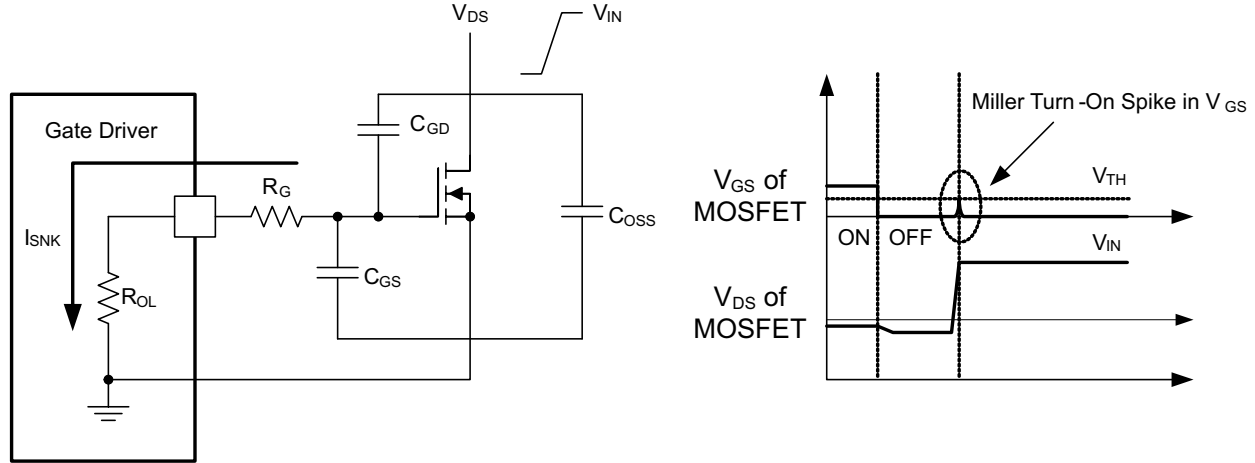 VDS
VIN
Gate Driver
CGD
RG
ISNK
ROL
CGS
COSS
Miller Turn -On Spike in V GS
VGS of
MOSFET
VTH
ON
OFF
VIN
VDS of
MOSFET